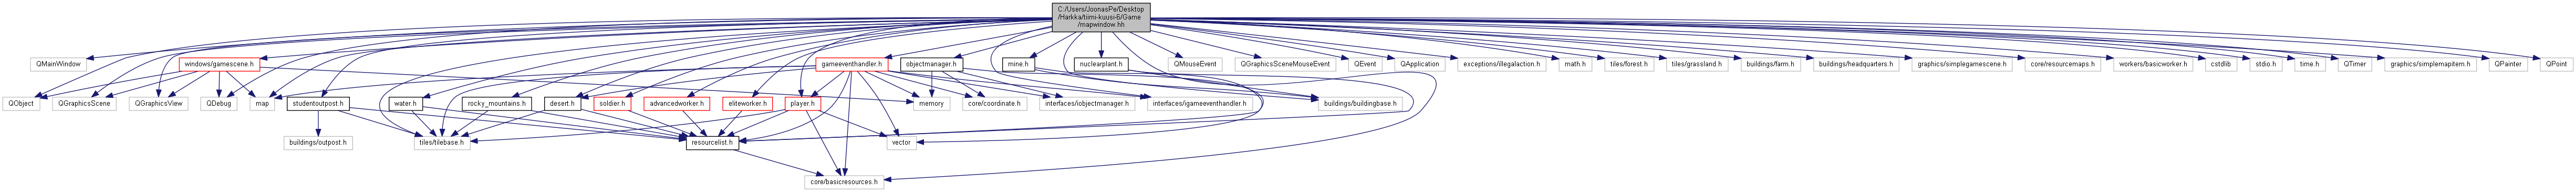 C:/Users/JoonasPe/Desktop
/Harkka/tiimi-kuusi-6/Game
/mapwindow.hh
QMainWindow
windows/gamescene.h
gameeventhandler.h
objectmanager.h
mine.h
nuclearplant.h
QMouseEvent
QGraphicsSceneMouseEvent
QEvent
QApplication
exceptions/illegalaction.h
math.h
tiles/forest.h
tiles/grassland.h
buildings/farm.h
buildings/headquarters.h
graphics/simplegamescene.h
core/resourcemaps.h
workers/basicworker.h
cstdlib
stdio.h
time.h
QTimer
graphics/simplemapitem.h
QPainter
QPoint
QObject
QGraphicsScene
QGraphicsView
QDebug
map
studentoutpost.h
water.h
rocky_mountains.h
desert.h
soldier.h
advancedworker.h
eliteworker.h
player.h
memory
core/coordinate.h
interfaces/iobjectmanager.h
interfaces/igameeventhandler.h
buildings/buildingbase.h
buildings/outpost.h
tiles/tilebase.h
resourcelist.h
vector
core/basicresources.h